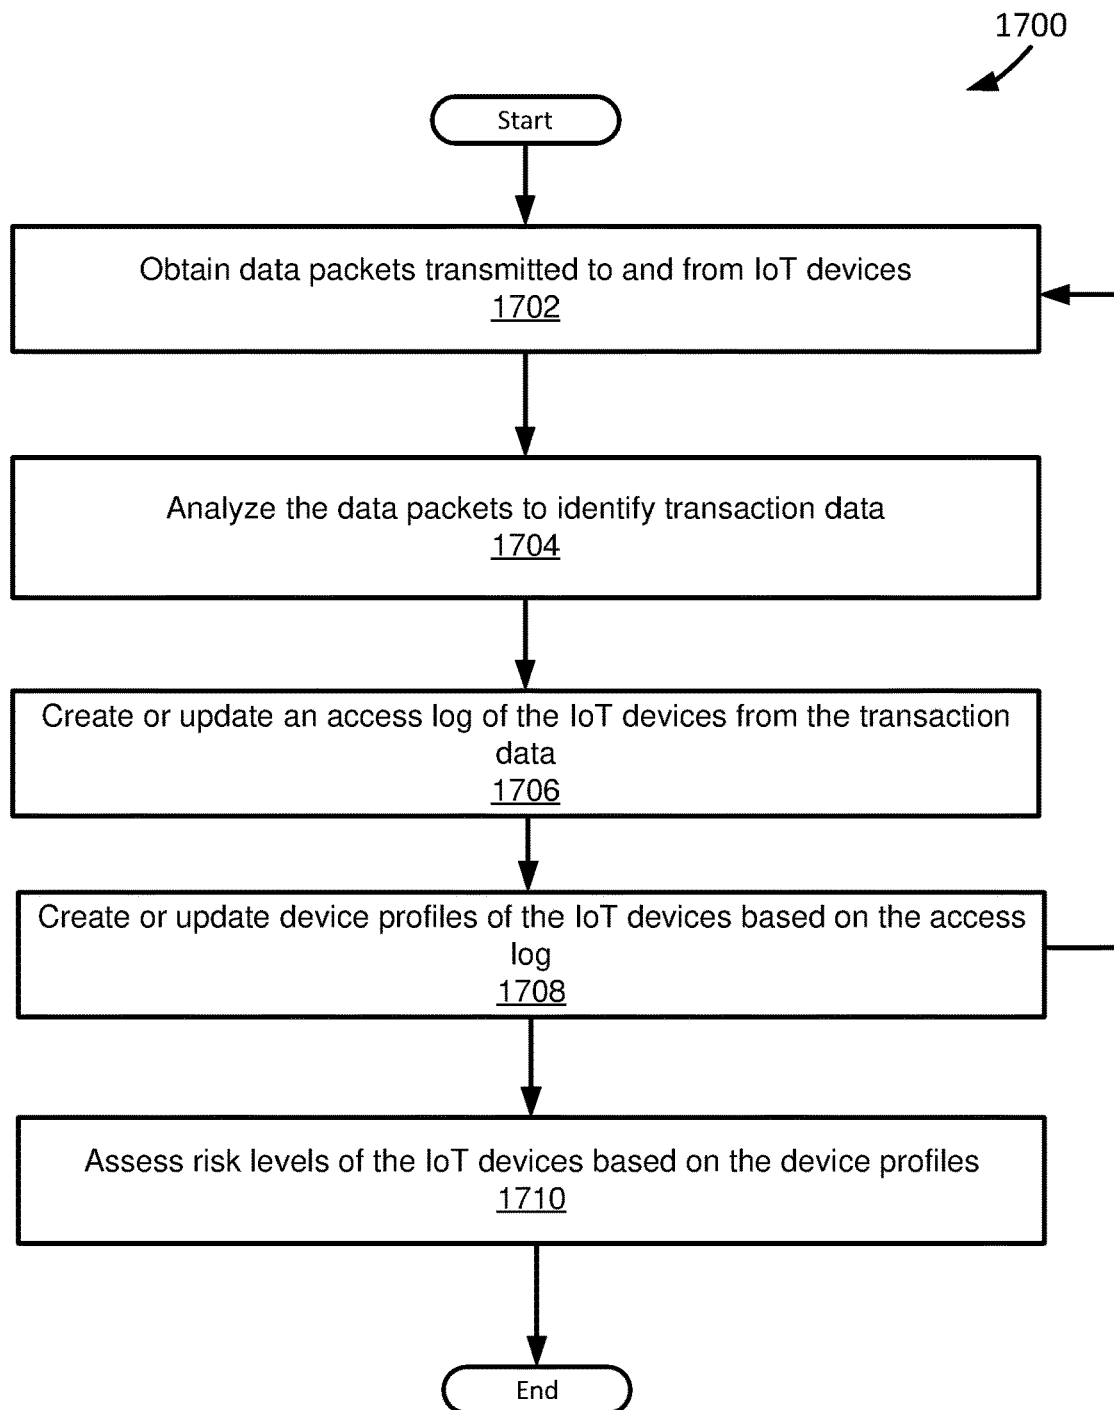 1700
Start
Obtain data packets transmitted to and from IoT devices
1702
Analyze the data packets to identify transaction data
1704
Create or update an access log of the IoT devices from the transaction
data
1706
Create or update device profiles of the IoT devices based on the access
log
1708
Assess risk levels of the IoT devices based on the device profiles
1710
End